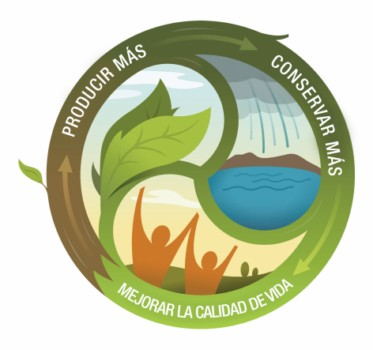 PRODUCIR MÁS
CONSERVAR MÁS
MEJORAR LA CALIDAD DE VIDA